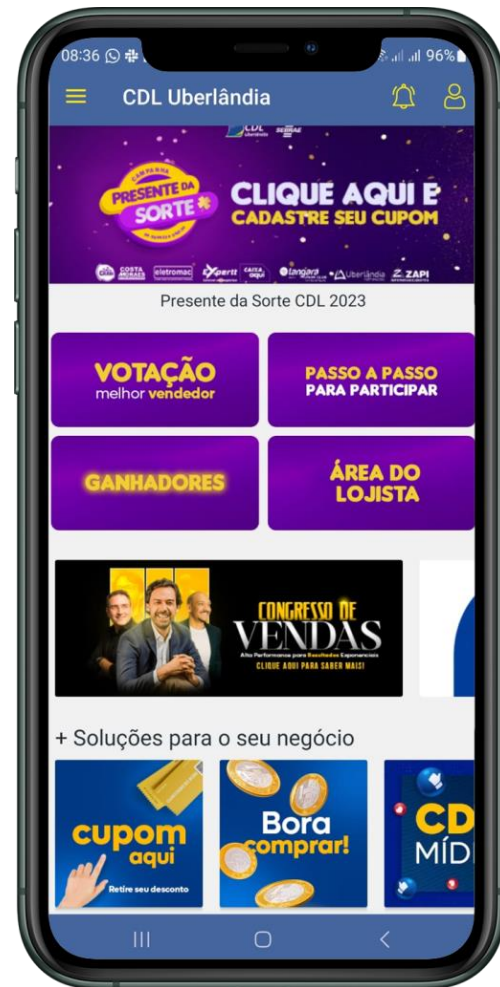 08:36
96%
CDL Uberlândia
CDL SEBRAE
CAMPANHA
PRESENTE DA
SORTE
CLIQUE AQUI E
CADASTRE SEU CUPOM
COSTA
MORAES
eletromac
Expertt
CAIXA
aqui
Uberlândia
ZAPI
Presente da Sorte CDL 2023
VOTAÇÃO
melhor vendedor
PASSO A PASSO
PARA PARTICIPAR
GANHADORES
ÁREA DO
LOJISTA
CONGRESSO DE
VENDAS
Alta Performance para Resultados Exponenciais
CLIQUE AQUI PARA SABER MAIS!
+ Soluções para o seu negócio
cupom
aqui
Retire seu desconto
Bora
comprar!
CD
MÍD